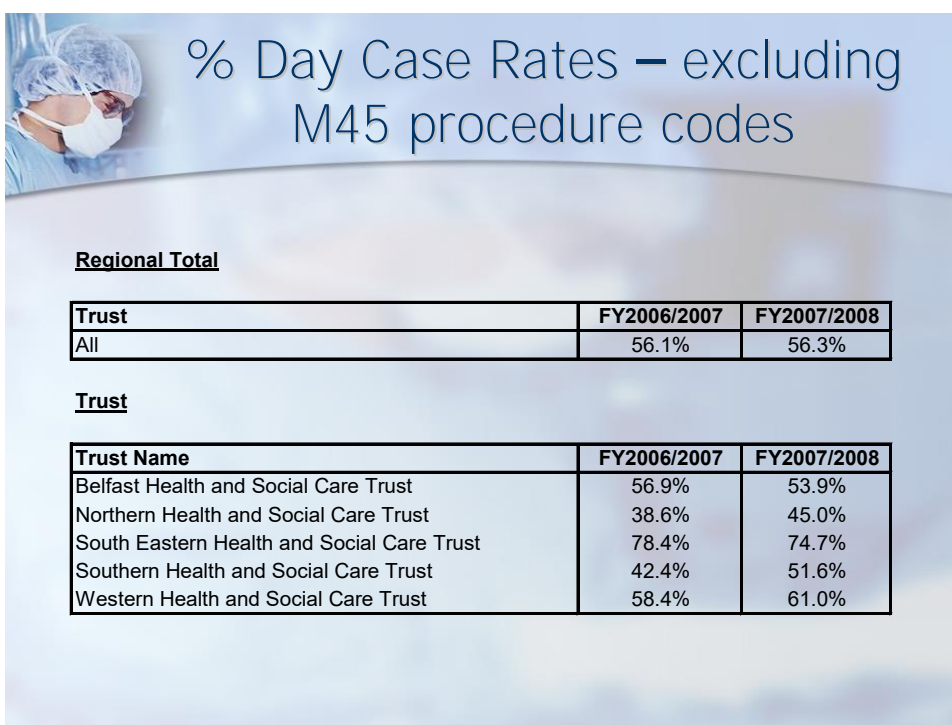 % Day Case Rates – excluding
M45 procedure codes
Regional Total
Trust FY2006/2007 FY2007/2008
All 56.1% 56.3%
Trust
Trust Name FY2006/2007 FY2007/2008
Belfast Health and Social Care Trust 56.9% 53.9%
Northern Health and Social Care Trust 38.6% 45.0%
South Eastern Health and Social Care Trust 78.4% 74.7%
Southern Health and Social Care Trust 42.4% 51.6%
Western Health and Social Care Trust 58.4% 61.0%